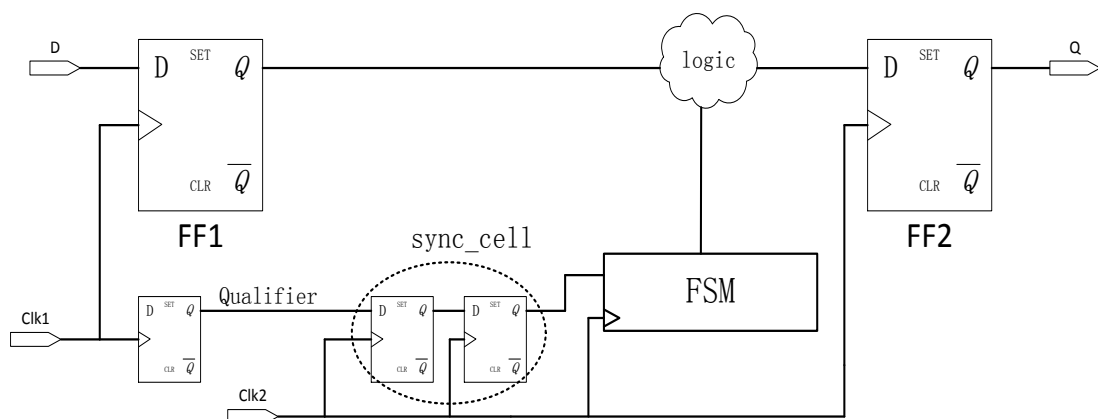 D
Q
D SET Q
logic
D SET Q
CLR Q
CLR Q
FF1
FF2
sync_cell
Qualifier
FSM
D SET Q
D SET Q
D SET Q
Clk1
CLR Q
CLR Q
CLR Q
Clk2